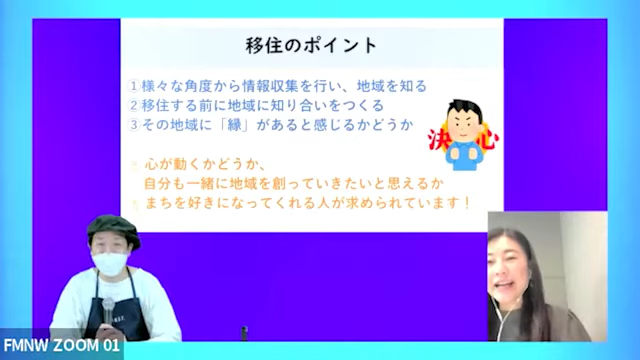 移住のポイント
①様々な角度から情報収集を行い、地域を知る
②移住する前に地域に知り合いをつくる
③その地域に「縁」があると感じるかどうか
決心
心が動くかどうか、
自分も一緒に地域を創っていきたいと思えるか
まちを好きになってくれる人が求められています！
FMNW ZOOM 01